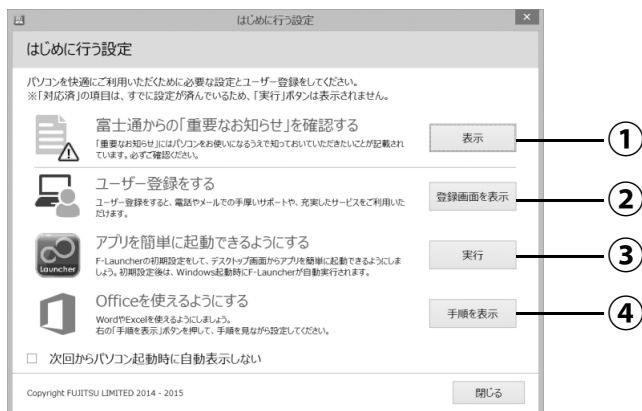 はじめに行う設定
はじめに行う設定
パソコンを快適にご利用いただくために必要な設定とユーザー登録をしてください。
※「対応済」の項目は、すでに設定が済んでいるため、「実行」ボタンは表示されません。
富士通からの「重要なお知らせ」を確認する
「重要なお知らせ」にはパソコンをお使いになるうえで知っておいていただきたいことが記載され
ています。必ずご確認ください。
表示
①
ユーザー登録をする
ユーザー登録をすると、電話やメールでの手厚いサポートや、充実したサービスをご利用いた
だけます。
登録画面を表示
②
Launcher
アプリを簡単に起動できるようにする
F-Launcherの初期設定をして、デスクトップ画面からアプリを簡単に起動できるようにしま
しょう。初期設定後は、Windows起動時にF-Launcherが自動実行されます。
実行
③
Officeを使えるようにする
WordやExcelを使えるようにしましょう。
右の「手順を表示」ボタンを押して、手順を見ながら設定してください。
手順を表示
④
次回からパソコン起動時に自動表示しない
Copyright FUJITSU LIMITED 2014 - 2015
閉じる